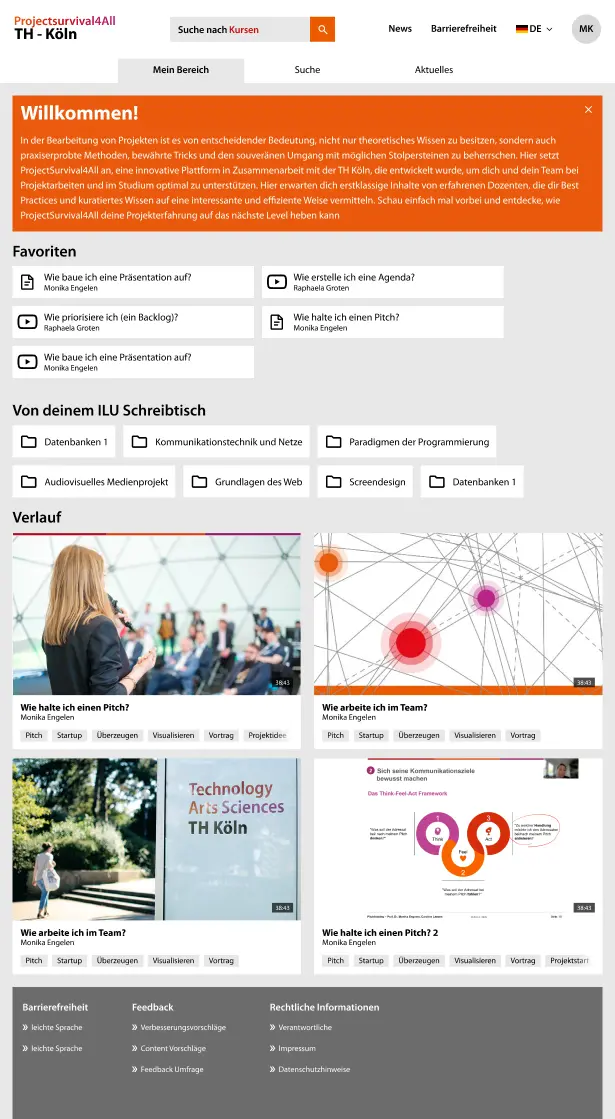 Projectsurvival4All
TH - Köln
Suche nach Kursen
News
Barrierefreiheit
DE
MK
Mein Bereich
Suche
Aktuelles
Willkommen!
In der Bearbeitung von Projekten ist es von entscheidender Bedeutung, nicht nur theoretisches Wissen zu besitzen, sondern auch
praxiserprobte Methoden, bewährte Tricks und den souveränen Umgang mit möglichen Stolpersteinen zu beherrschen. Hier setzt
ProjectSurvival4All an, eine innovative Plattform in Zusammenarbeit mit der TH Köln, die entwickelt wurde, um dich und dein Team bei
Projektarbeiten und im Studium optimal zu unterstützen. Hier erwarten dich erstklassige Inhalte von erfahrenen Dozenten, die dir Best
Practices und kuratiertes Wissen auf eine interessante und effiziente Weise vermitteln. Schau einfach mal vorbei und entdecke, wie
ProjectSurvival4All deine Projekterfahrung auf das nächste Level heben kann
Favoriten
Wie baue ich eine Präsentation auf?
Monika Engelen
Wie erstelle ich eine Agenda?
Raphaela Groten
Wie priorisiere ich (ein Backlog)?
Raphaela Groten
Wie halte ich einen Pitch?
Monika Engelen
Wie baue ich eine Präsentation auf?
Monika Engelen
Von deinem ILU Schreibtisch
Datenbanken 1
Kommunikationstechnik und Netze
Paradigmen der Programmierung
Audiovisuelles Medienprojekt
Grundlagen des Web
Screendesign
Datenbanken 1
Verlauf
38:43
Wie halte ich einen Pitch?
Monika Engelen
Pitch Startup Überzeugen Visualisieren Vortrag Projektidee
38:43
Wie arbeite ich im Team?
Monika Engelen
Pitch Startup Überzeugen Visualisieren Vortrag
Technology
Arts Sciences
TH Köln
38:43
Wie arbeite ich im Team?
Monika Engelen
Pitch Startup Überzeugen Visualisieren Vortrag
Sich seine Kommunikationsziele
bewusst machen
Das Think-Feel-Act Framework
1
Think
3
Act
Feel
2
38:43
Wie halte ich einen Pitch? 2
Monika Engelen
Pitch Startup Überzeugen Visualisieren Vortrag Projektstart
Barrierefreiheit
leichte Sprache
leichte Sprache
Feedback
Verbesserungsvorschläge
Content Vorschläge
Feedback Umfrage
Rechtliche Informationen
Verantwortliche
Impressum
Datenschutzhinweise